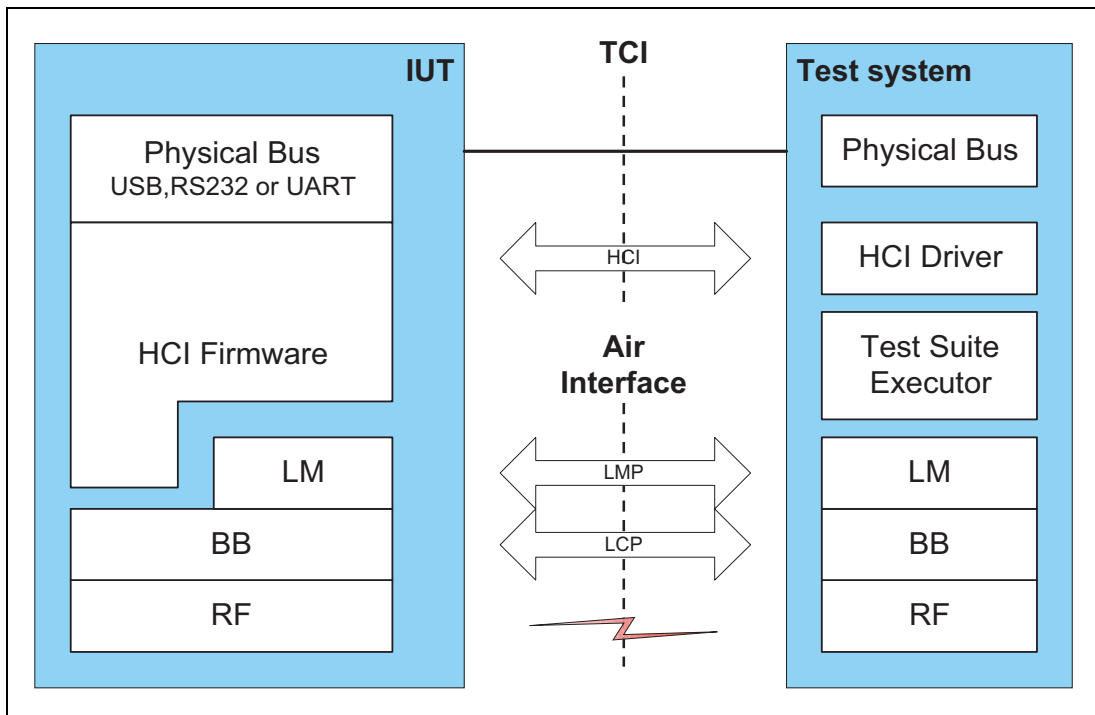 IUT
Physical Bus
USB,RS232 or UART
HCI Firmware
LM
BB
RF
TCI
HCI
Air
Interface
LMP
LCP
Test system
Physical Bus
HCI Driver
Test Suite
Executor
LM
BB
RF